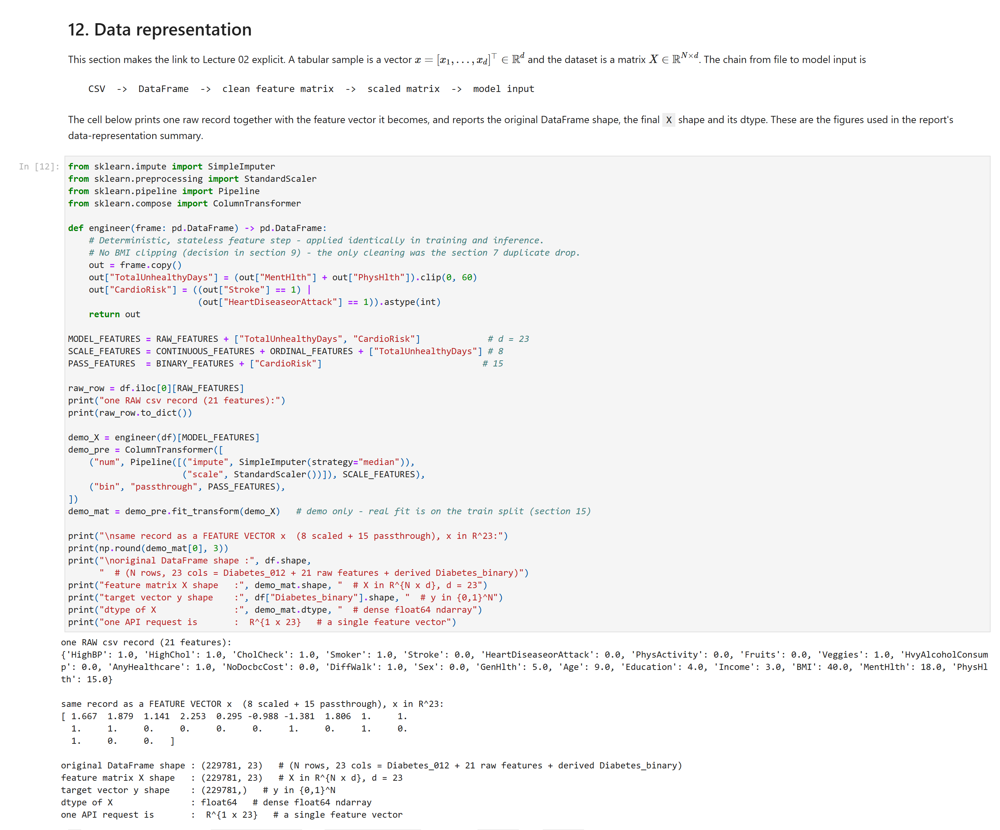 12. Data representation
This section makes the link to Lecture 02 explicit. A tabular sample is a vector x = [x₁, . . . , x_d]^⊤ ∈ ℝ^d and the dataset is a matrix X ∈ ℝ^{N×d}. The chain from file to model input is
CSV  ->  DataFrame  ->  clean feature matrix  ->  scaled matrix  ->  model input
The cell below prints one raw record together with the feature vector it becomes, and reports the original DataFrame shape, the final X shape and its dtype. These are the figures used in the report's
data-representation summary.
In [12]:
from sklearn.impute import SimpleImputer
from sklearn.preprocessing import StandardScaler
from sklearn.pipeline import Pipeline
from sklearn.compose import ColumnTransformer
def engineer(frame: pd.DataFrame) -> pd.DataFrame:
    # Deterministic, stateless feature step - applied identically in training and inference.
    # No BMI clipping (decision in section 9) - the only cleaning was the section 7 duplicate drop.
    out = frame.copy()
    out["TotalUnhealthyDays"] = (out["MentHlth"] + out["PhysHlth"]).clip(0, 60)
    out["CardioRisk"] = ((out["Stroke"] == 1) |
                         (out["HeartDiseaseorAttack"] == 1)).astype(int)
    return out
MODEL_FEATURES = RAW_FEATURES + ["TotalUnhealthyDays", "CardioRisk"]             # d = 23
SCALE_FEATURES = CONTINUOUS_FEATURES + ORDINAL_FEATURES + ["TotalUnhealthyDays"] # 8
PASS_FEATURES  = BINARY_FEATURES + ["CardioRisk"]                               # 15
raw_row = df.iloc[0][RAW_FEATURES]
print("one RAW csv record (21 features):")
print(raw_row.to_dict())
demo_X = engineer(df)[MODEL_FEATURES]
demo_pre = ColumnTransformer([
    ("num", Pipeline([("impute", SimpleImputer(strategy="median")),
                      ("scale", StandardScaler())]), SCALE_FEATURES),
    ("bin", "passthrough", PASS_FEATURES),
])
demo_mat = demo_pre.fit_transform(demo_X)   # demo only - real fit is on the train split (section 15)
print("\nsame record as a FEATURE VECTOR x  (8 scaled + 15 passthrough), x in R^23:")
print(np.round(demo_mat[0], 3))
print("\noriginal DataFrame shape :", df.shape,
      "  # (N rows, 23 cols = Diabetes_012 + 21 raw features + derived Diabetes_binary)")
print("feature matrix X shape   :", demo_mat.shape, "  # X in R^{N x d}, d = 23")
print("target vector y shape    :", df["Diabetes_binary"].shape, "  # y in {0,1}^N")
print("dtype of X               :", demo_mat.dtype, "  # dense float64 ndarray")
print("one API request is       :  R^{1 x 23}   # a single feature vector")
one RAW csv record (21 features):
{'HighBP': 1.0, 'HighChol': 1.0, 'CholCheck': 1.0, 'Smoker': 1.0, 'Stroke': 0.0, 'HeartDiseaseorAttack': 0.0, 'PhysActivity': 0.0, 'Fruits': 0.0, 'Veggies': 1.0, 'HvyAlcoholConsum
p': 0.0, 'AnyHealthcare': 1.0, 'NoDocbcCost': 0.0, 'DiffWalk': 1.0, 'Sex': 0.0, 'GenHlth': 5.0, 'Age': 9.0, 'Education': 4.0, 'Income': 3.0, 'BMI': 40.0, 'MentHlth': 18.0, 'PhysHl
th': 15.0}
same record as a FEATURE VECTOR x  (8 scaled + 15 passthrough), x in R^23:
[ 1.667  1.879  1.141  2.253  0.295 -0.988 -1.381  1.806  1.     1.
  1.     1.     0.     0.     0.     0.     1.     0.     1.     0.
  1.     0.     0.   ]
original DataFrame shape : (229781, 23)   # (N rows, 23 cols = Diabetes_012 + 21 raw features + derived Diabetes_binary)
feature matrix X shape   : (229781, 23)   # X in R^{N x d}, d = 23
target vector y shape    : (229781,)   # y in {0,1}^N
dtype of X               : float64   # dense float64 ndarray
one API request is       :  R^{1 x 23}   # a single feature vector